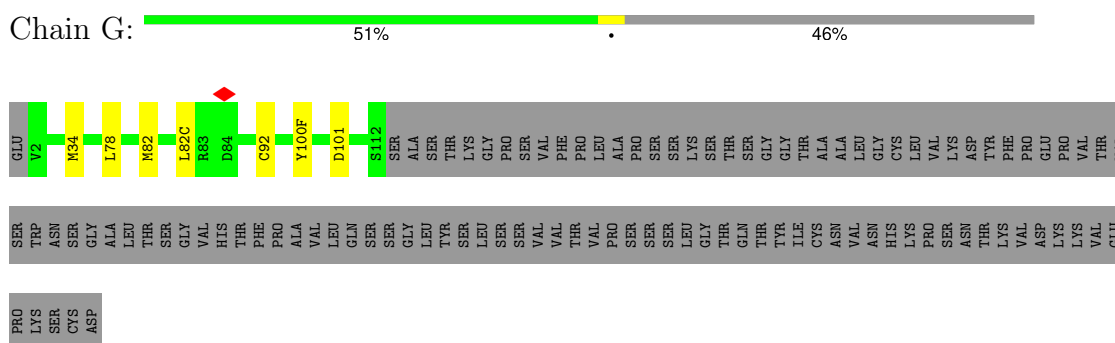 Chain G:
51% • 46%
GLU V2 M34 L78 M82 L82C R83 D84 C92 Y100F D101 S112 SER ALA SER THR LYS GLY PRO SER VAL PHE PRO LEU ALA PRO SER SER LYS SER THR SER GLY GLY THR ALA ALA LEU GLY CYS LEU VAL LYS ASP TYR PHE PRO GLU PRO VAL THR
SER TRP ASN SER GLY ALA LEU THR SER GLY VAL HIS THR PHE PRO ALA VAL LEU GLN SER SER GLY LEU TYR SER LEU SER SER VAL VAL THR VAL PRO SER SER SER LEU GLY THR GLN THR TYR ILE CYS ASN VAL ASN HIS LYS PRO SER ASN THR LYS VAL ASP LYS LYS VAL GLU
PRO LYS SER CYS ASP